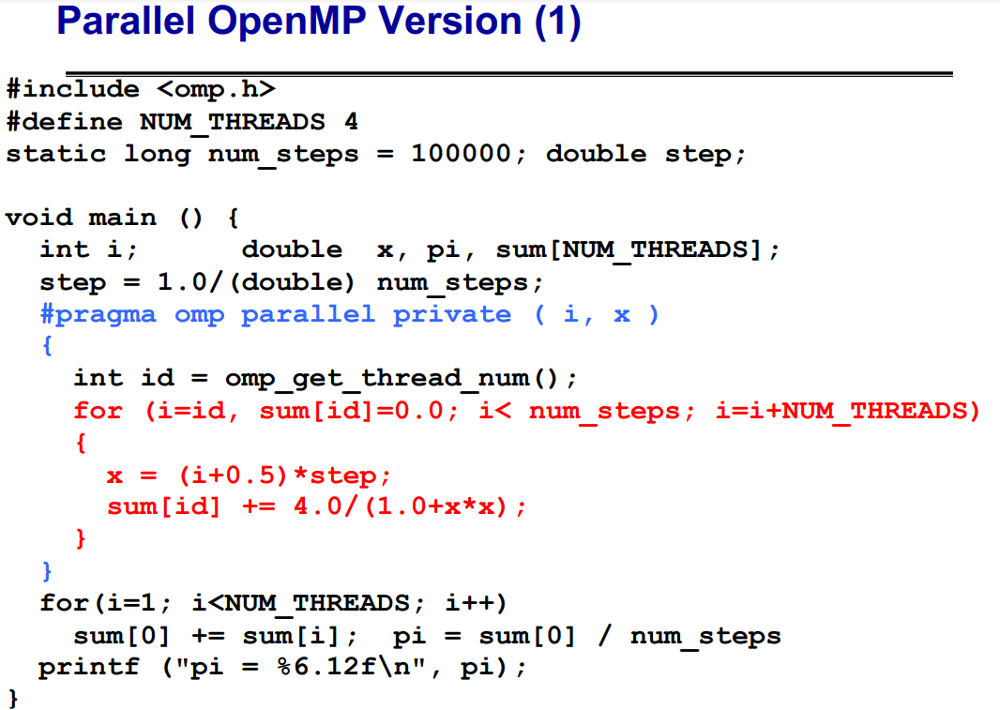 Parallel OpenMP Version (1)
#include <omp.h>
#define NUM_THREADS 4
static long num_steps = 100000; double step;
void main () {
int i; double x, pi, sum[NUM_THREADS];
step = 1.0/(double) num_steps;
#pragma omp parallel private ( i, x )
{
int id = omp_get_thread_num();
for (i=id, sum[id]=0.0; i< num_steps; i=i+NUM_THREADS)
{
x = (i+0.5)*step;
sum[id] += 4.0/(1.0+x*x);
}
}
for(i=1; i<NUM_THREADS; i++)
sum[0] += sum[i]; pi = sum[0] / num_steps
printf ("pi = %6.12f\n", pi);
}